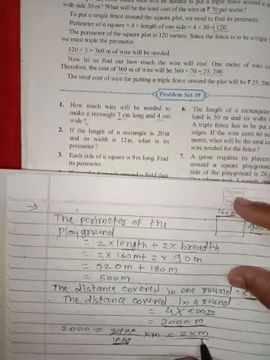 with side 30 m? What will be the total cost of the wire at ₹ 70 per metre?
To put a single fence around the square plot, we need to find its perimeter
Perimeter of a square = 4 × length of one side = 4 × 30 = 120
The perimeter of the square plot is 120 metres. Since the fence is to be a trip
we must triple the perimeter.
120 × 3 = 360 m of wire will be needed.
Now let us find out how much the wire will cost. One metre of wire co
Therefore, the cost of 360 m of wire will be 360 × 70 = 25, 200.
The total cost for putting a triple fence around the plot will be ₹ 25, 200
Problem Set 49
1. How much wire will be needed to
make a rectangle 7 cm long and 4 cm
wide ?
2. If the length of a rectangle is 20 m
and its width is 12 m, what is its
perimeter ?
3. Each side of a square is 9 m long. Find
its perimeter.
6. The length of a rectangular
land is 50 m and its width i
A triple fence has to be put
edges. If the wire costs 60 ru
metre, what will be the total co
wire needed for the fence ?
7. A game requires its players
around a square playground
side of the playground is 20
The perimeter of the
playground
= 2 × length + 2 × breadth
= 2 × 160 m + 2 × 90 m
= 320 m + 180 m
= 500 m
The distance covered in one round =
∴ The distance covered in 4 round
= 4 × 500 m
= 2000 m
2000 = km = 2 km